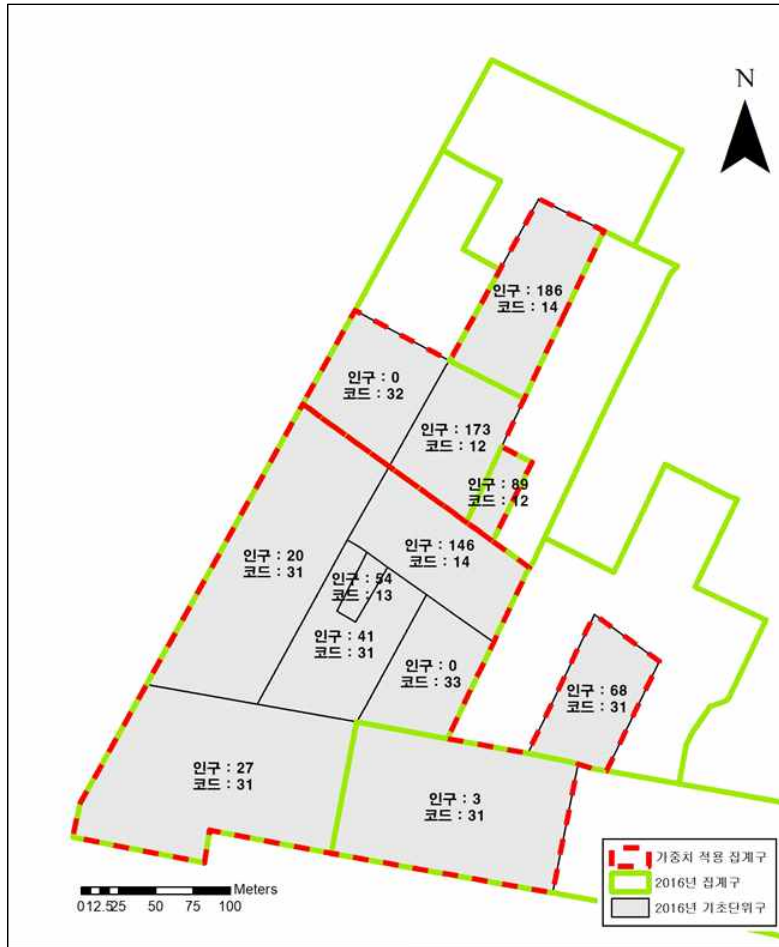 N
인구 : 186
코드 : 14
인구 : 0
코드 : 32
인구 : 173
코드 : 12
인구 : 89
코드 : 12
인구 : 146
코드 : 14
인구 : 20
코드 : 31
인구 : 54
코드 : 13
인구 : 41
코드 : 31
인구 : 0
코드 : 33
인구 : 68
코드 : 31
인구 : 27
코드 : 31
인구 : 3
코드 : 31
가중치 적용 집계구
2016년 집계구
2016년 기초단위구
Meters
0 12.5 25 50 75 100